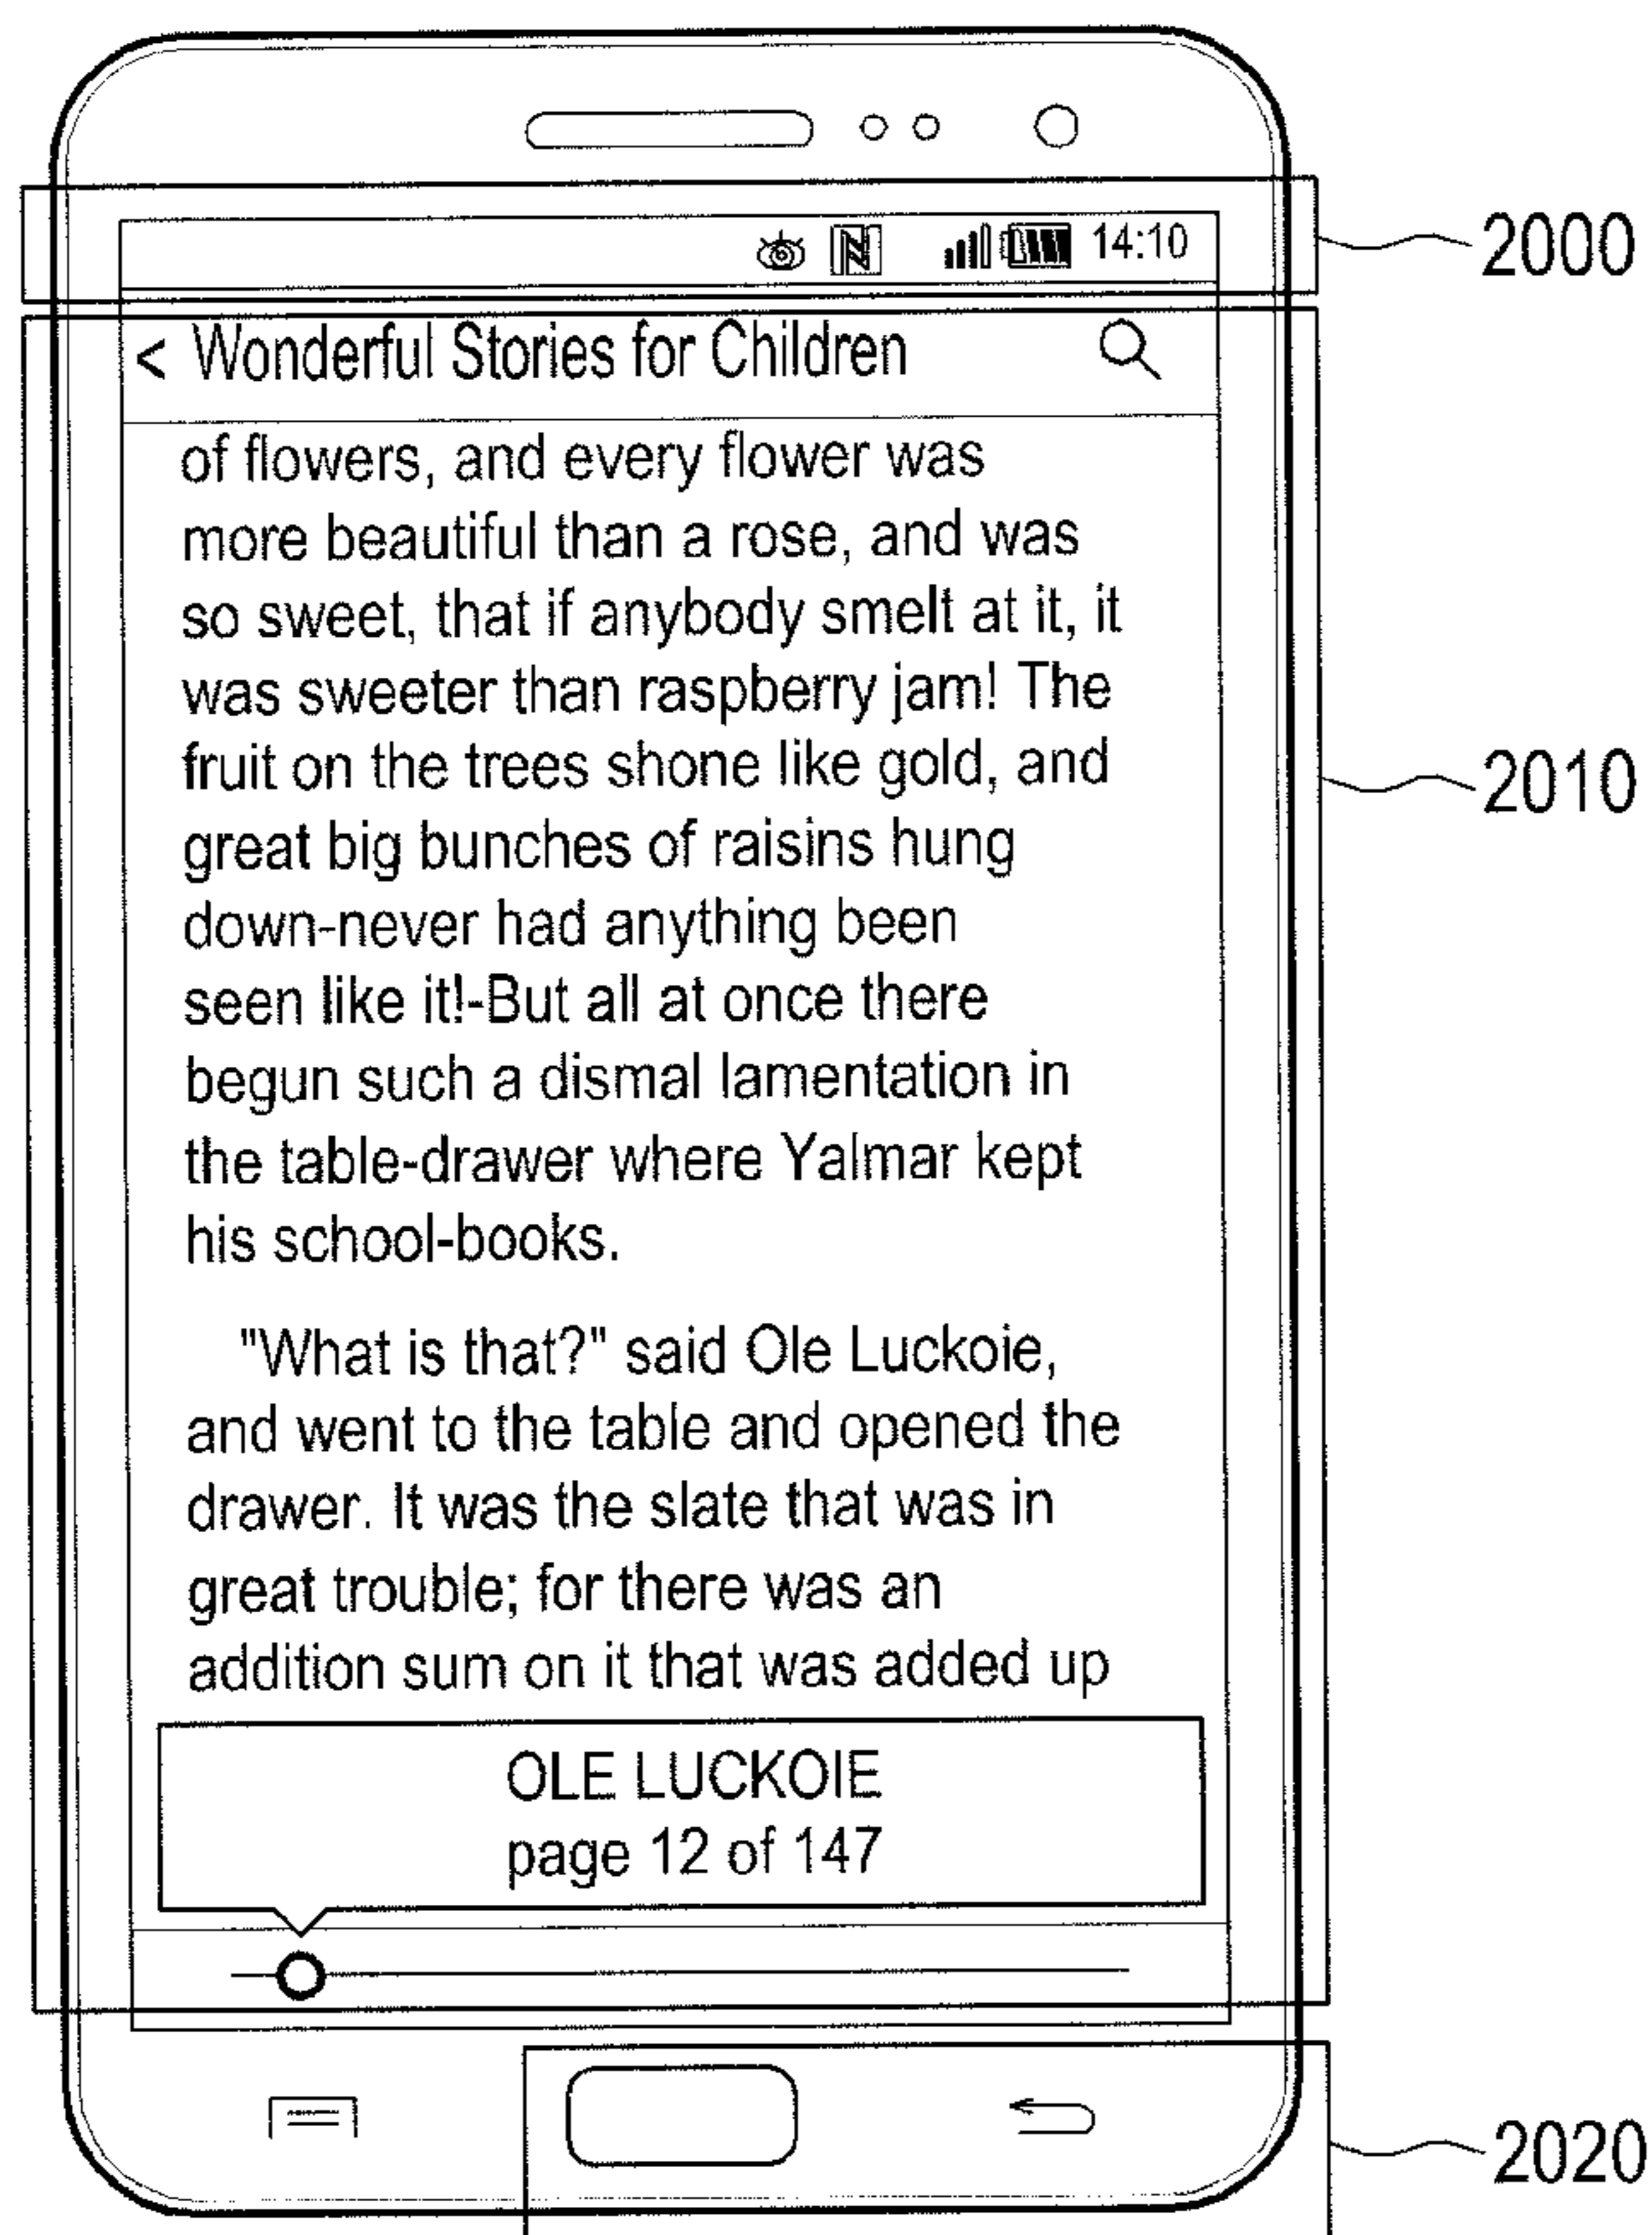 14:10
2000
< Wonderful Stories for Children
of flowers, and every flower was
more beautiful than a rose, and was
so sweet, that if anybody smelt at it, it
was sweeter than raspberry jam! The
fruit on the trees shone like gold, and
2010
great big bunches of raisins hung
down-never had anything been
seen like it!-But all at once there
begun such a dismal lamentation in
the table-drawer where Yalmar kept
his school-books.
"What is that?" said Ole Luckoie,
and went to the table and opened the
drawer. It was the slate that was in
great trouble; for there was an
addition sum on it that was added up
OLE LUCKOIE
page 12 of 147
2020